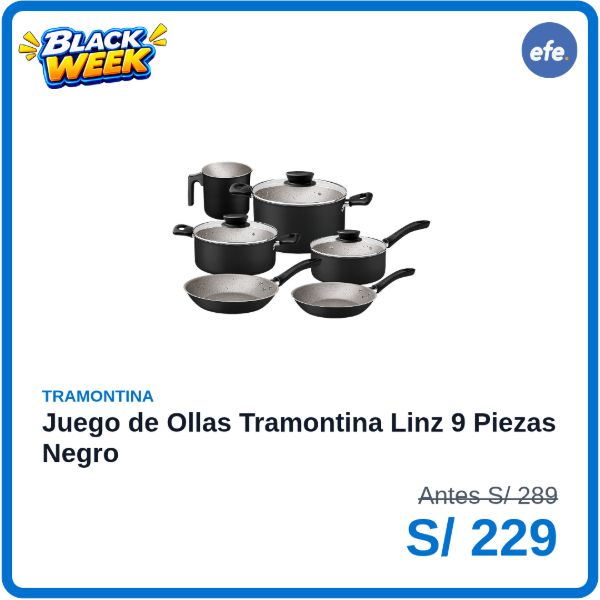 BLACK
WEEK
efe.
TRAMONTINA
Juego de Ollas Tramontina Linz 9 Piezas
Negro
Antes S/ 289
S/ 229